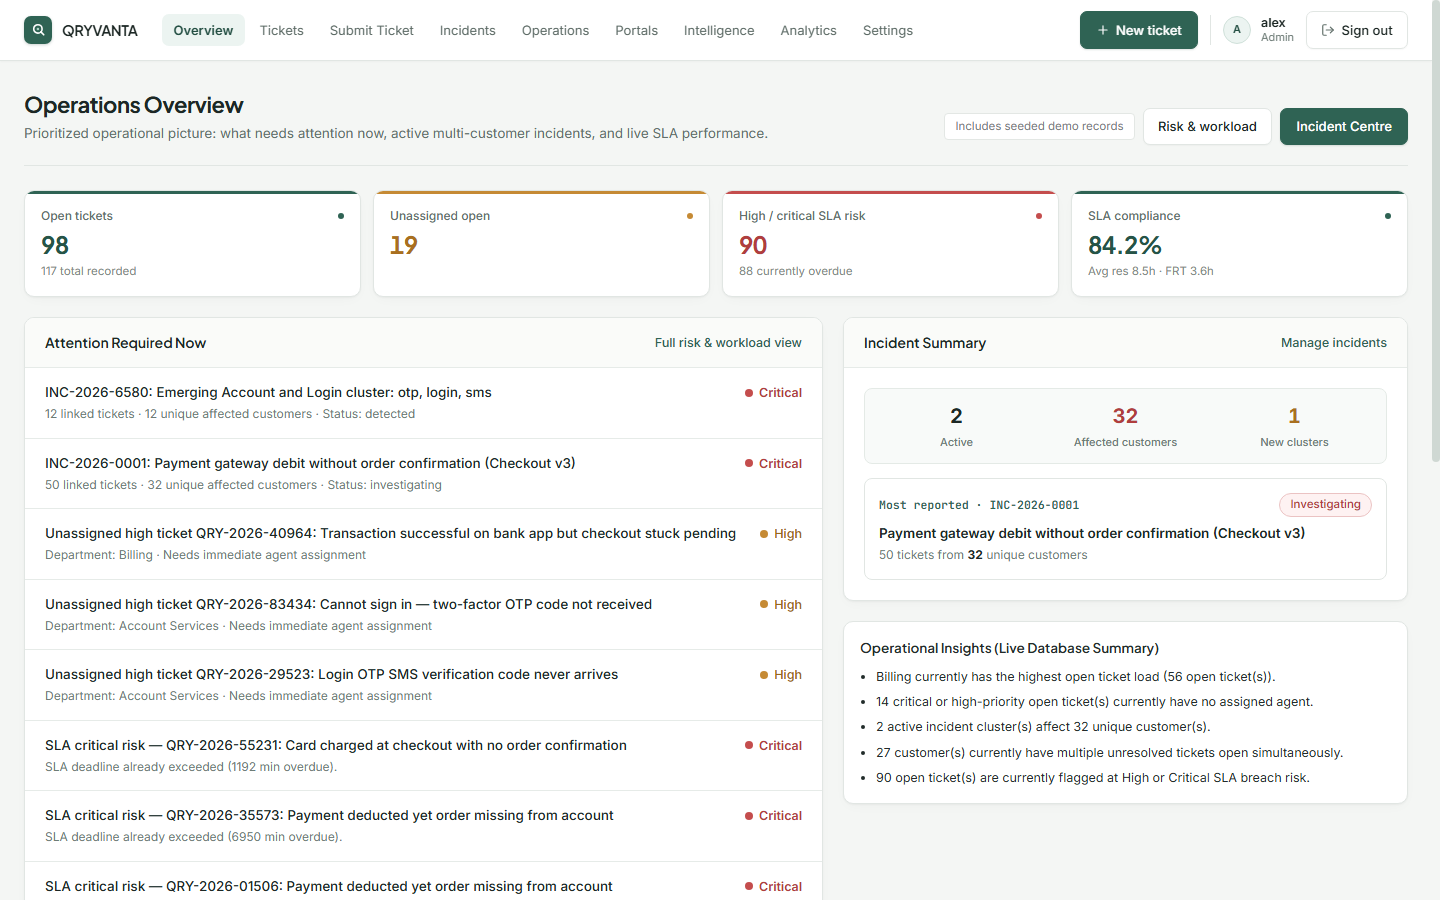 QRYVANTA
Overview
Tickets
Submit Ticket
Incidents
Operations
Portals
Intelligence
Analytics
Settings
+ New ticket
A
alex
Admin
Sign out
Operations Overview
Prioritized operational picture: what needs attention now, active multi-customer incidents, and live SLA performance.
Includes seeded demo records
Risk & workload
Incident Centre
Open tickets
98
117 total recorded
Unassigned open
19
High / critical SLA risk
90
88 currently overdue
SLA compliance
84.2%
Avg res 8.5h · FRT 3.6h
Attention Required Now
Full risk & workload view
INC-2026-6580: Emerging Account and Login cluster: otp, login, sms
Critical
12 linked tickets · 12 unique affected customers · Status: detected
INC-2026-0001: Payment gateway debit without order confirmation (Checkout v3)
Critical
50 linked tickets · 32 unique affected customers · Status: investigating
Unassigned high ticket QRY-2026-40964: Transaction successful on bank app but checkout stuck pending
High
Department: Billing · Needs immediate agent assignment
Unassigned high ticket QRY-2026-83434: Cannot sign in — two-factor OTP code not received
High
Department: Account Services · Needs immediate agent assignment
Unassigned high ticket QRY-2026-29523: Login OTP SMS verification code never arrives
High
Department: Account Services · Needs immediate agent assignment
SLA critical risk — QRY-2026-55231: Card charged at checkout with no order confirmation
Critical
SLA deadline already exceeded (1192 min overdue).
SLA critical risk — QRY-2026-35573: Payment deducted yet order missing from account
Critical
SLA deadline already exceeded (6950 min overdue).
SLA critical risk — QRY-2026-01506: Payment deducted yet order missing from account
Critical
Incident Summary
Manage incidents
2
Active
32
Affected customers
1
New clusters
Most reported · INC-2026-0001
Investigating
Payment gateway debit without order confirmation (Checkout v3)
50 tickets from 32 unique customers
Operational Insights (Live Database Summary)
• Billing currently has the highest open ticket load (56 open ticket(s)).
• 14 critical or high-priority open ticket(s) currently have no assigned agent.
• 2 active incident cluster(s) affect 32 unique customer(s).
• 27 customer(s) currently have multiple unresolved tickets open simultaneously.
• 90 open ticket(s) are currently flagged at High or Critical SLA breach risk.